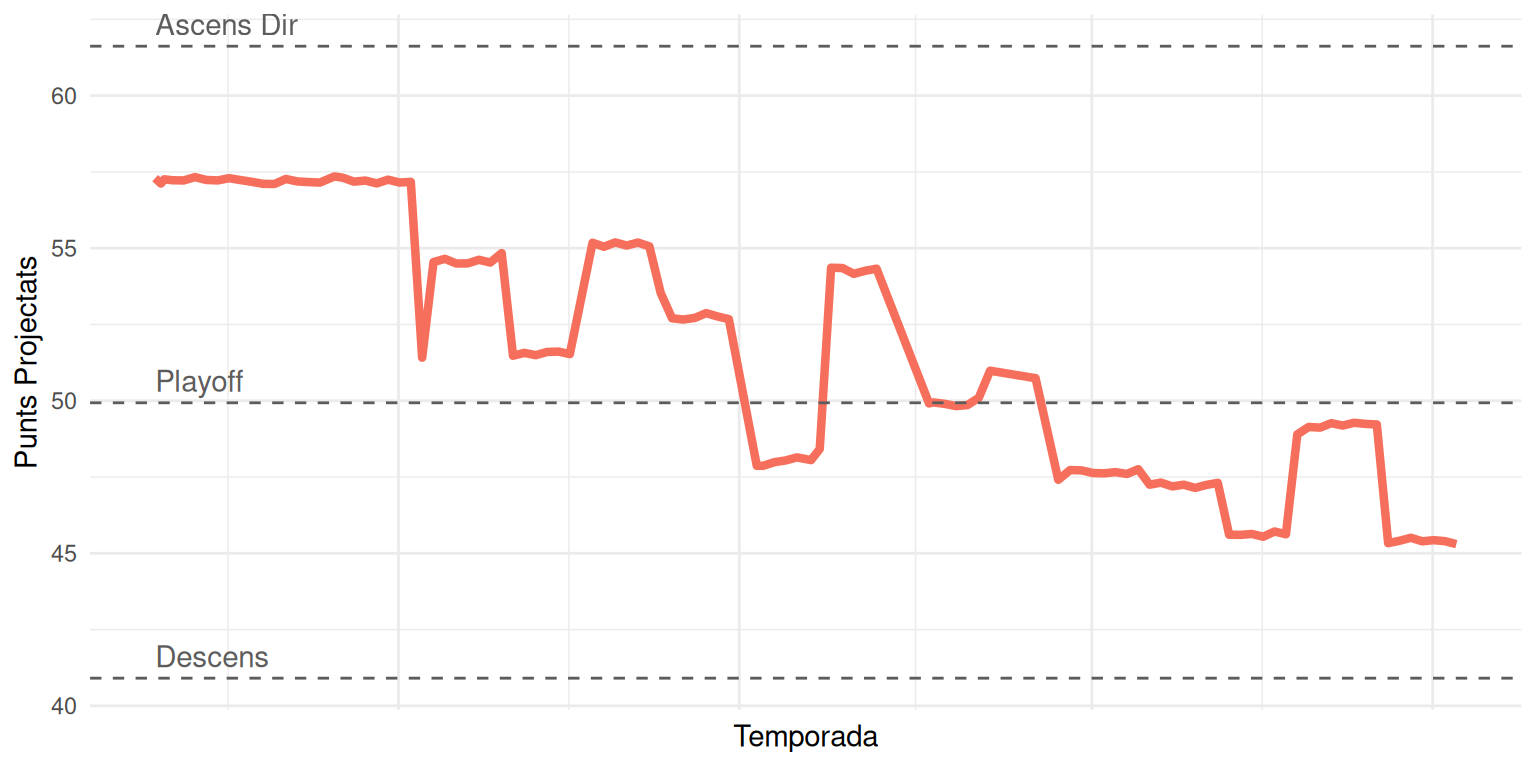 Ascens Dir
60
55
Punts Projectats
Playoff
50
45
Descens
40
Temporada